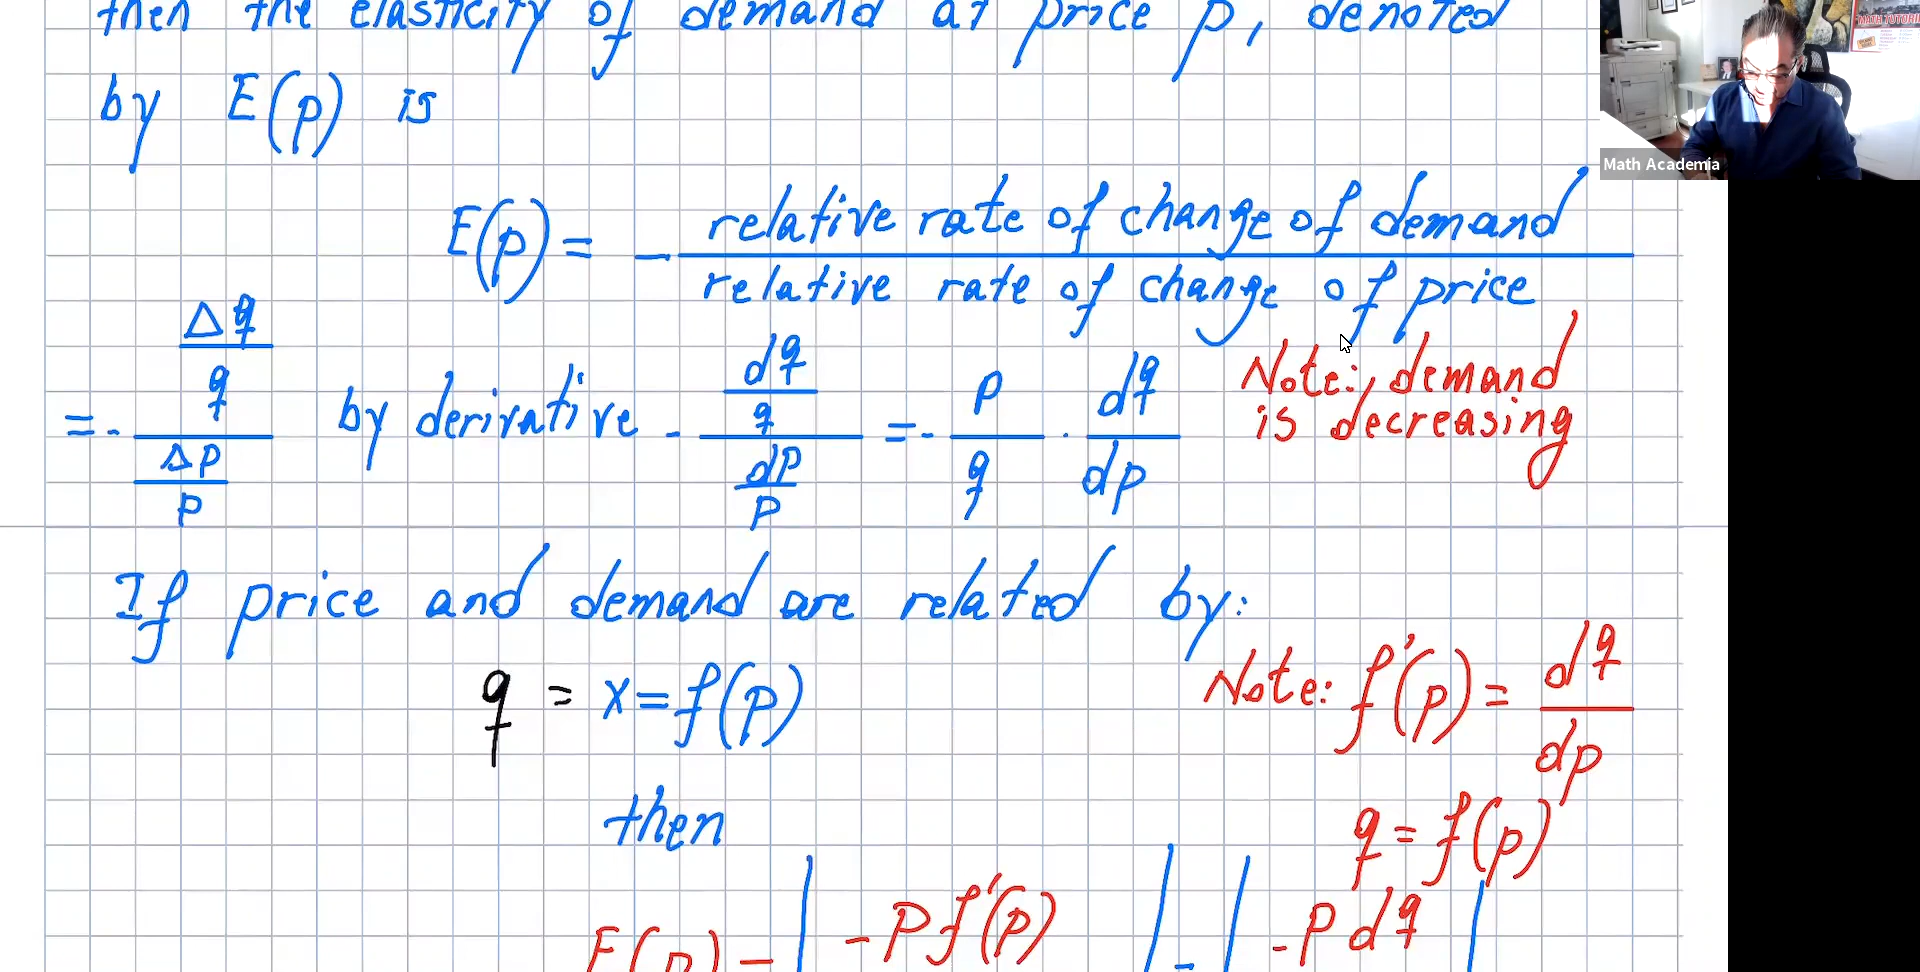 then the elasticity of demand at price p, denoted
by E(p) is
E(p) = - relative rate of change of demand / relative rate of change of price
= - (Δq / q) / (Δp / p) by derivative - (dq / q) / (dp / p) = - p / q · dq / dp
Note: demand
is decreasing
If price and demand are related by:
q = x = f(p)
Note: f'(p) = dq / dp
q = f(p)
then
E(p) = | -P f'(p) | = | -P dq |
Math Academia
MATH TUTORI